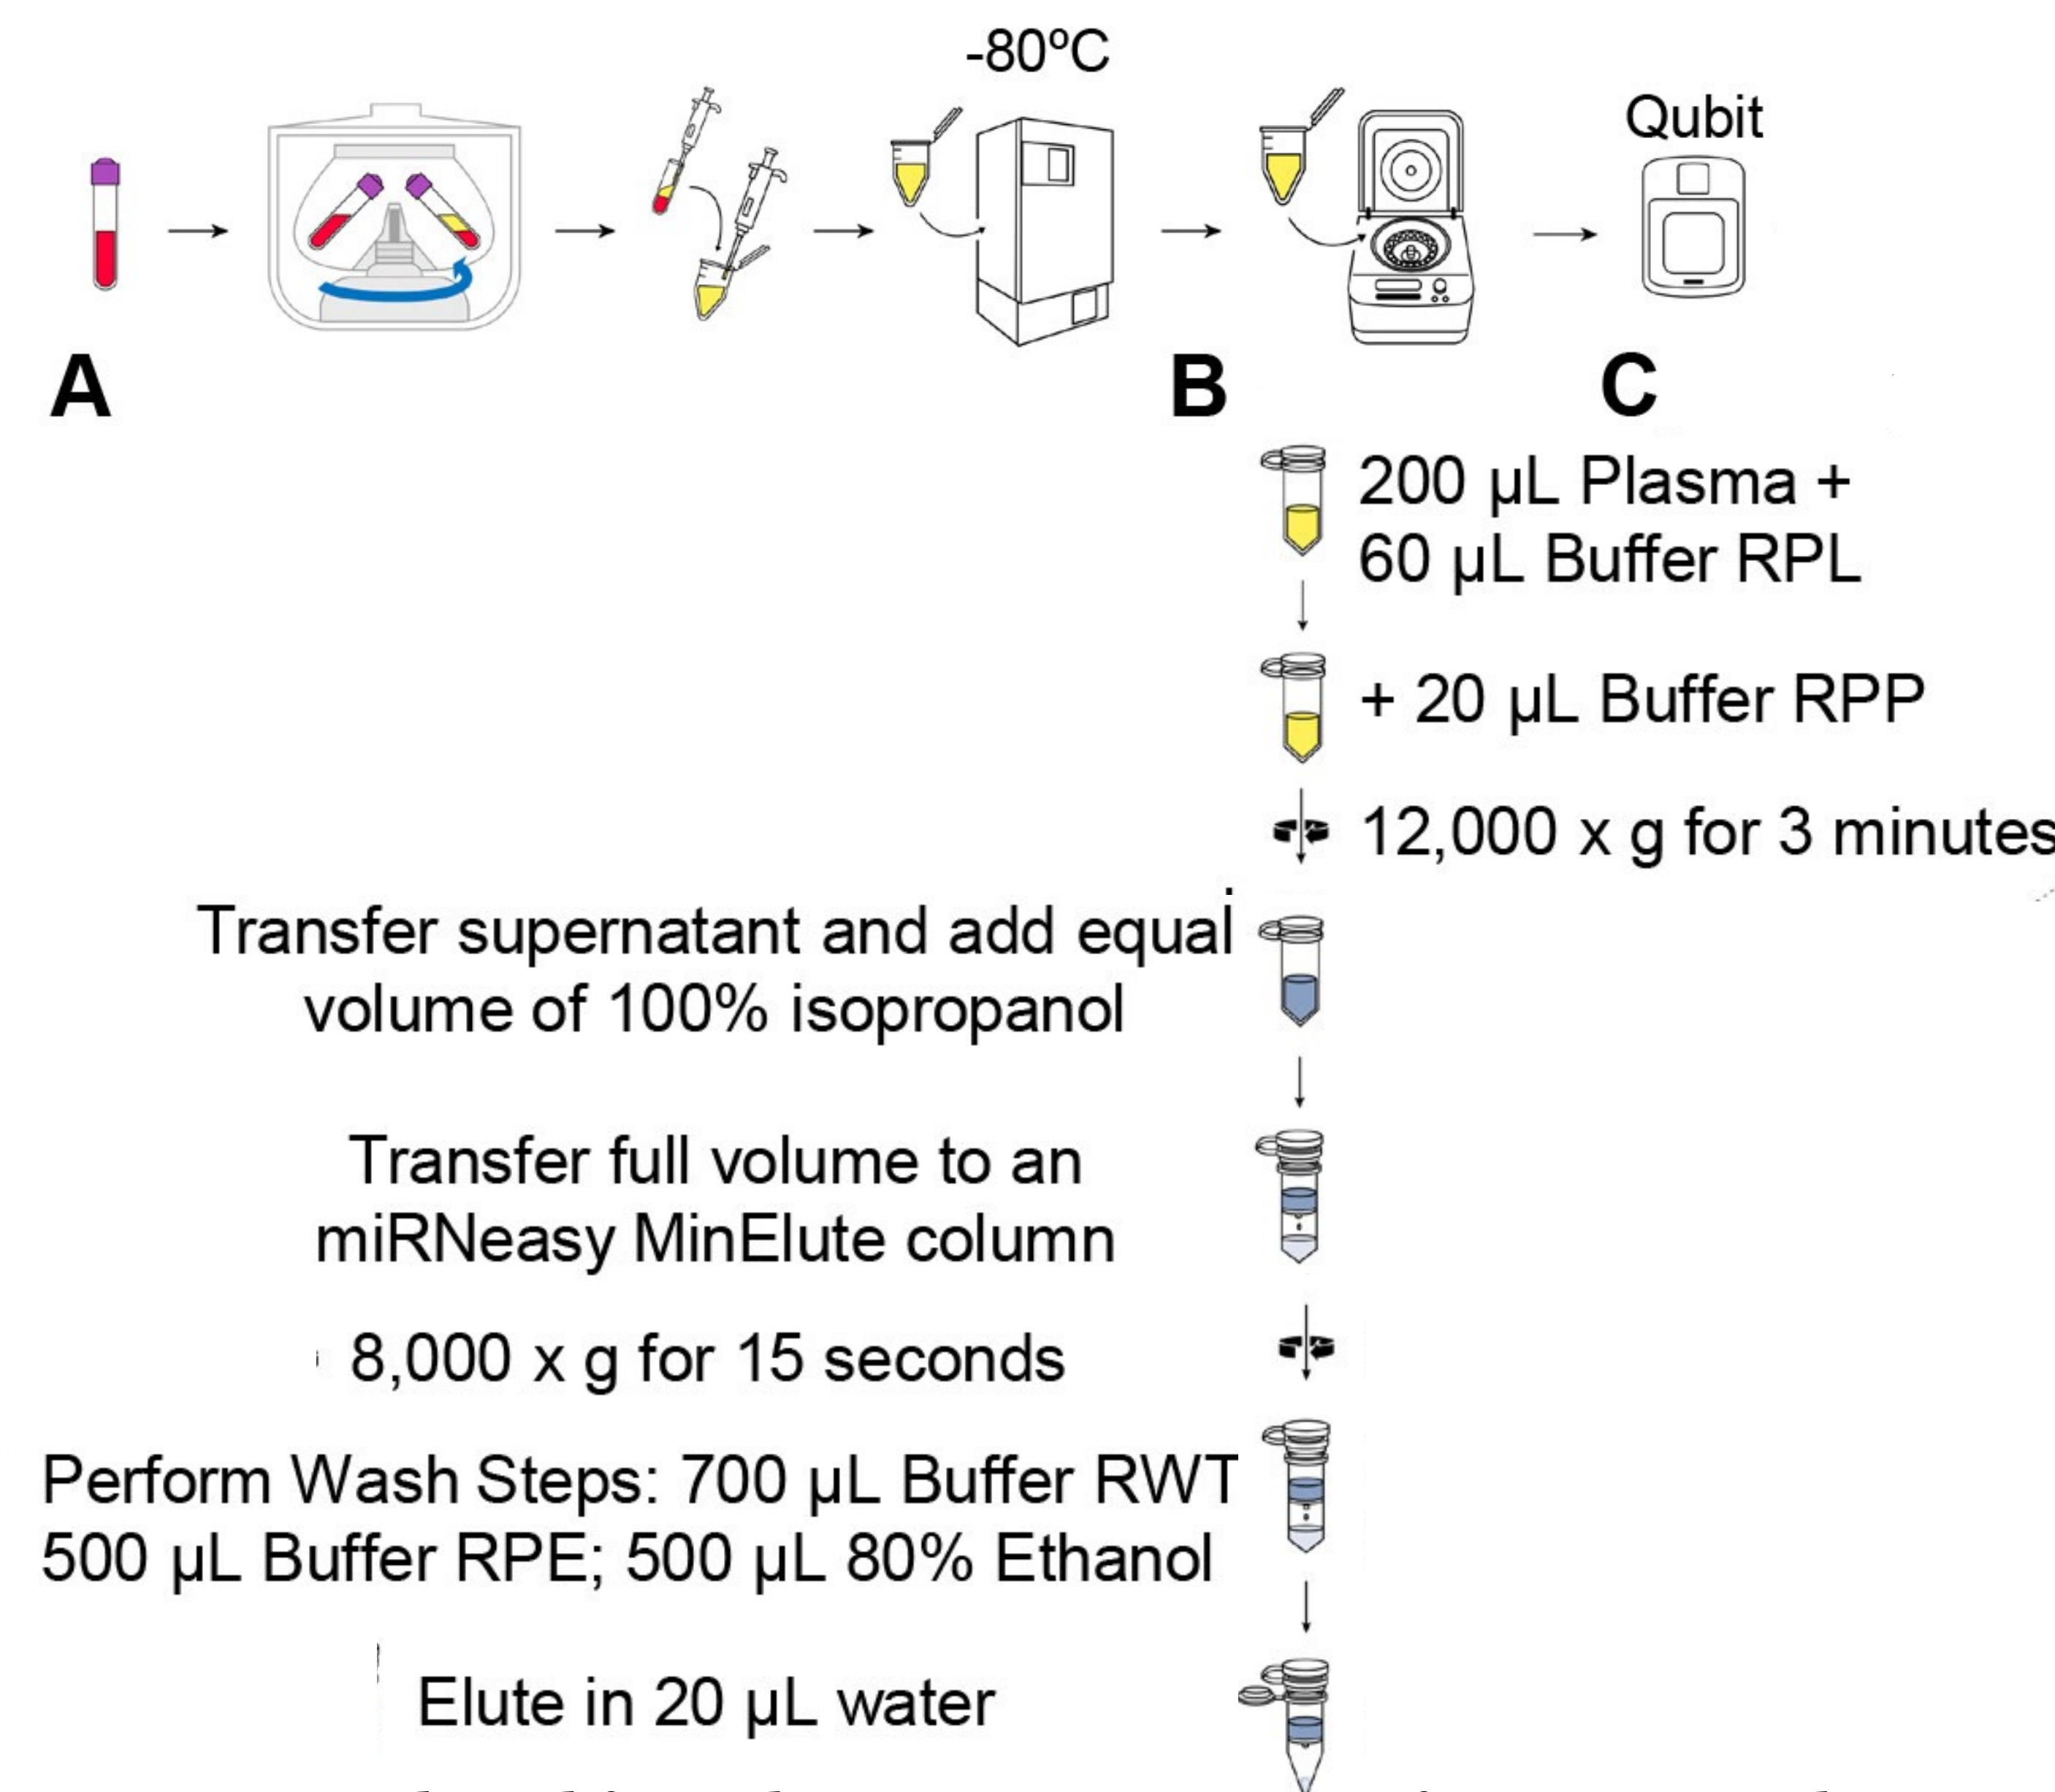 -80ºC
Qubit
A
B
C
200 µL Plasma +
60 µL Buffer RPL
+ 20 µL Buffer RPP
12,000 x g for 3 minutes
Transfer supernatant and add equal
volume of 100% isopropanol
Transfer full volume to an
miRNeasy MinElute column
8,000 x g for 15 seconds
Perform Wash Steps: 700 µL Buffer RWT
500 µL Buffer RPE; 500 µL 80% Ethanol
Elute in 20 µL water